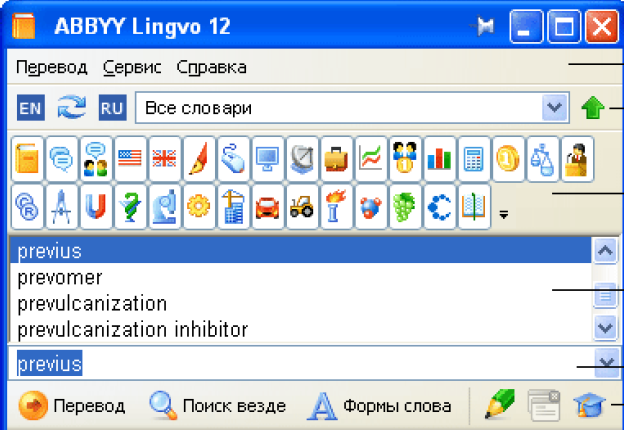 ABBYY Lingvo 12
Перевод Сервис Справка
EN RU Все словари
previus
prevomer
prevulcanization
prevulcanization inhibitor
previus
Перевод Поиск везде Формы слова